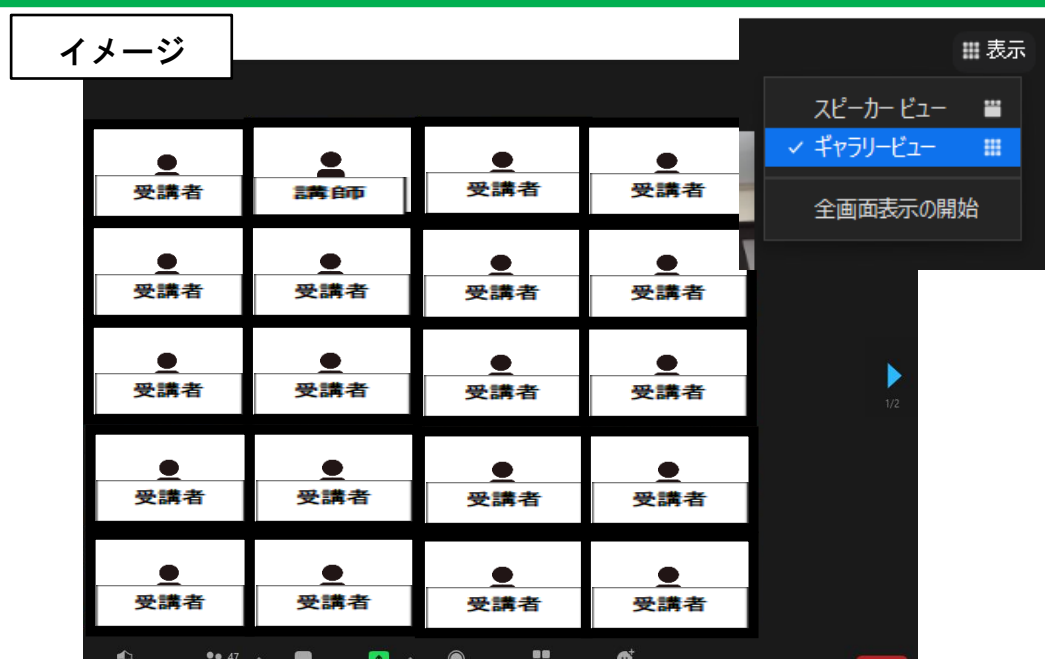 イメージ
表示
スピーカー ビュー
ギャラリービュー
全画面表示の開始
受講者 講師 受講者 受講者
受講者 受講者 受講者 受講者
受講者 受講者 受講者 受講者
1/2
受講者 受講者 受講者 受講者
受講者 受講者 受講者 受講者
47